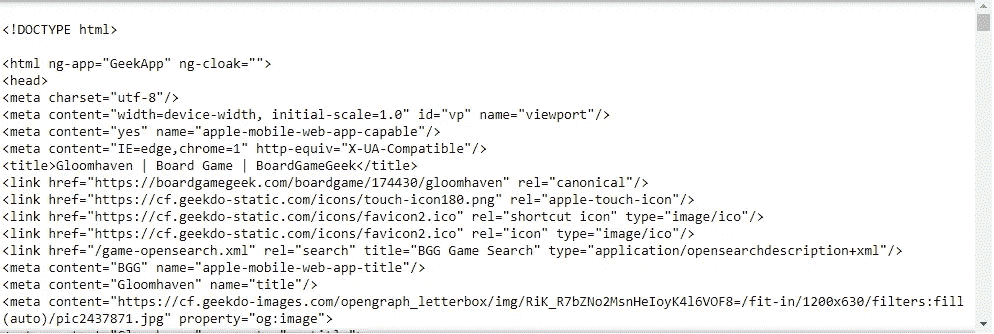 <!DOCTYPE html>
<html ng-app="GeekApp" ng-cloak="">
<head>
<meta charset="utf-8"/>
<meta content="width=device-width, initial-scale=1.0" id="vp" name="viewport"/>
<meta content="yes" name="apple-mobile-web-app-capable"/>
<meta content="IE=edge,chrome=1" http-equiv="X-UA-Compatible"/>
<title>Gloomhaven | Board Game | BoardGameGeek</title>
<link href="https://boardgamegeek.com/boardgame/174430/gloomhaven" rel="canonical"/>
<link href="https://cf.geekdo-static.com/icons/touch-icon180.png" rel="apple-touch-icon"/>
<link href="https://cf.geekdo-static.com/icons/favicon2.ico" rel="shortcut icon" type="image/ico"/>
<link href="https://cf.geekdo-static.com/icons/favicon2.ico" rel="icon" type="image/ico"/>
<link href="/game-opensearch.xml" rel="search" title="BGG Game Search" type="application/opensearchdescription+xml"/>
<meta content="BGG" name="apple-mobile-web-app-title"/>
<meta content="Gloomhaven" name="title"/>
<meta content="https://cf.geekdo-images.com/opengraph_letterbox/img/RiK_R7bZNo2MsnHeIoyK4l6VOF8=/fit-in/1200x630/filters:fill
(auto)/pic2437871.jpg" property="og:image">